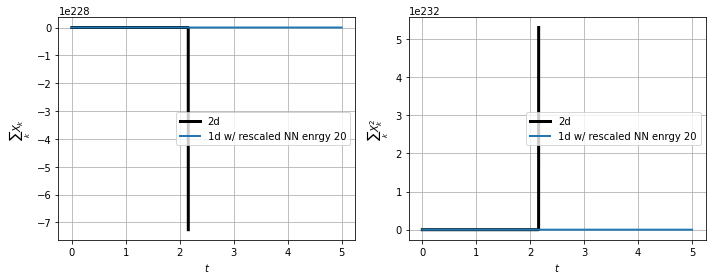 1e228
0
−1
−2
−3
−4
−5
−6
−7
∑ₖ Xₖ
0 1 2 3 4 5
t
2d
1d w/ rescaled NN enrgy 20
1e232
5
4
3
2
1
0
∑ₖ Xₖ²
0 1 2 3 4 5
t
2d
1d w/ rescaled NN enrgy 20